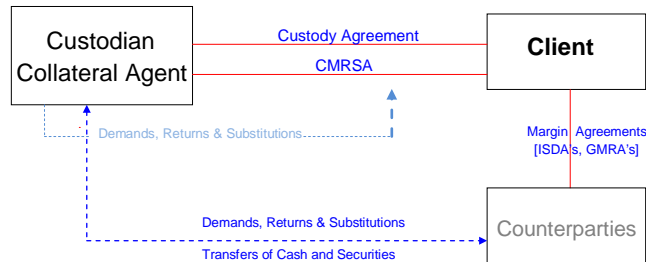 Custodian
Collateral Agent
Custody Agreement
CMRSA
Client
Demands, Returns & Substitutions
Margin Agreements
[ISDA's, GMRA's]
Demands, Returns & Substitutions
Transfers of Cash and Securities
Counterparties